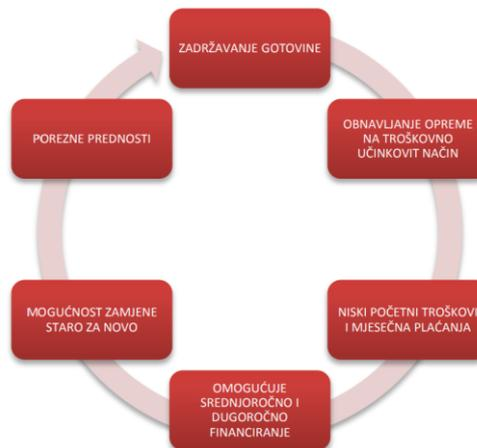 ZADRŽAVANJE GOTOVINE
OBNAVLJANJE OPREME
NA TROŠKOVNO
UČINKOVIT NAČIN
NISKI POČETNI TROŠKOVI
I MJESEČNA PLAĆANJA
OMOGUĆUJE
SREDNJOROČNO I
DUGOROČNO
FINANCIRANJE
MOGUĆNOST ZAMJENE
STARO ZA NOVO
POREZNE PREDNOSTI